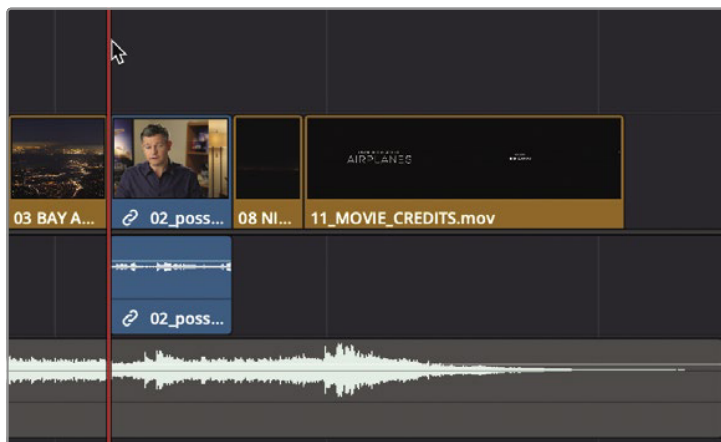 AIRPLANES
03 BAY A...
02_poss...
08 NI...
11_MOVIE_CREDITS.mov
02_poss...